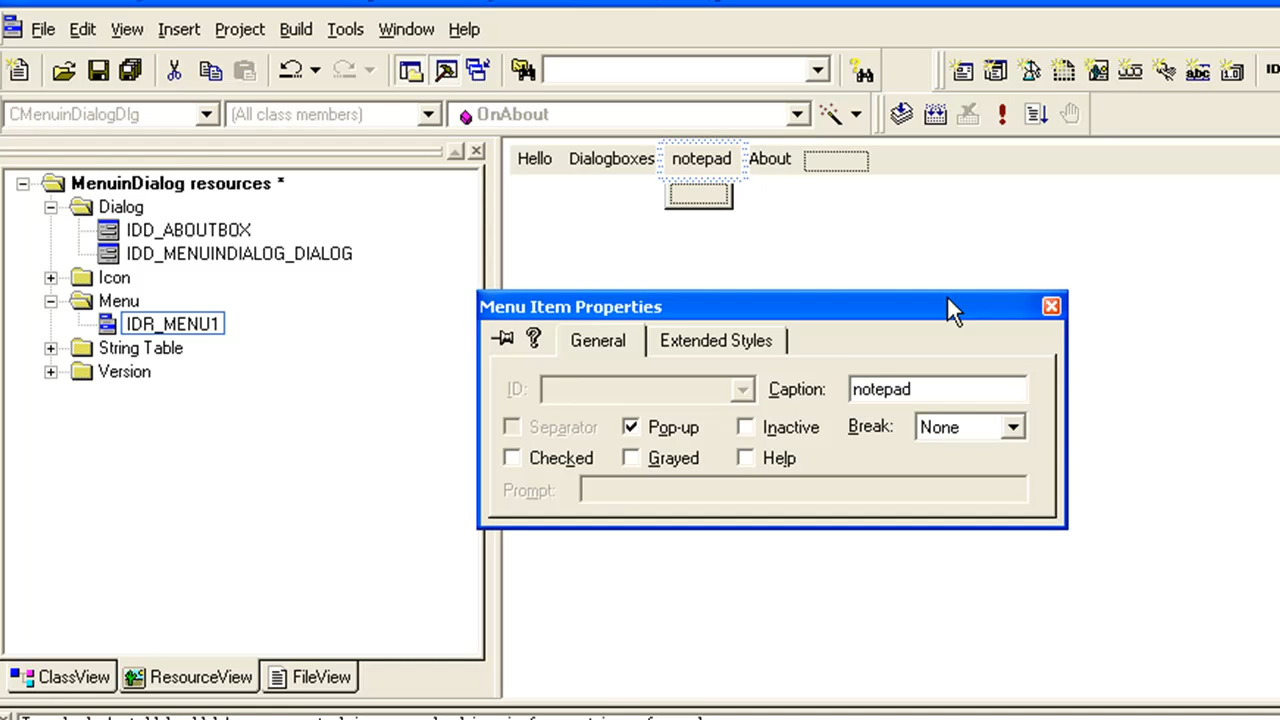 File Edit View Insert Project Build Tools Window Help
CMenuinDialogDlg (All class members) OnAbout
Hello Dialogboxes notepad About
MenuinDialog resources *
Dialog
IDD_ABOUTBOX
IDD_MENUINDIALOG_DIALOG
Icon
Menu
IDR_MENU1
String Table
Version
Menu Item Properties
General Extended Styles
ID: Caption: notepad
Separator Pop-up Inactive Break: None
Checked Grayed Help
Prompt:
ClassView ResourceView FileView